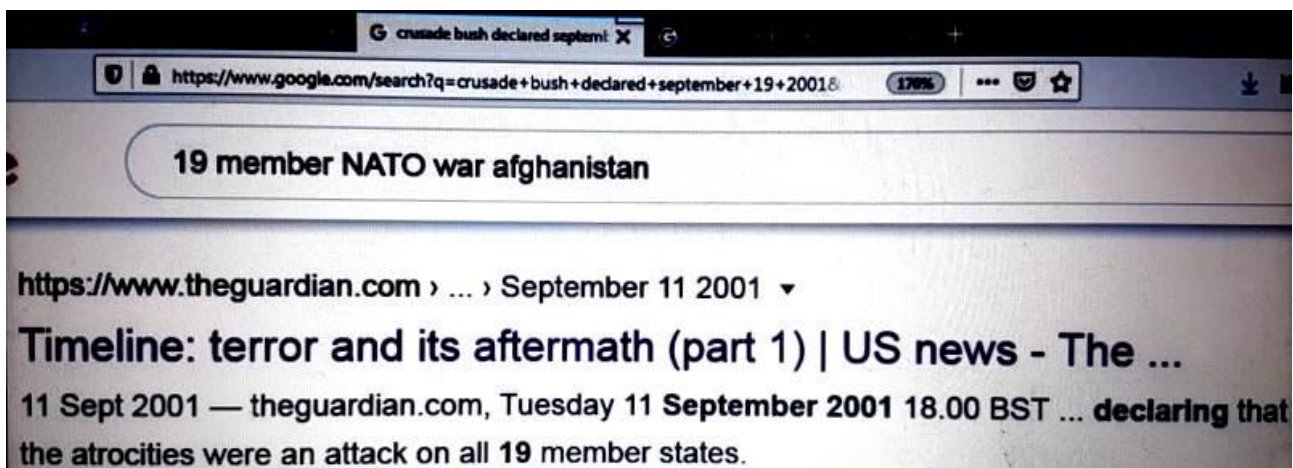 crusade bush declared septemb
https://www.google.com/search?q=crusade+bush+declared+september+19+2001&
170%
19 member NATO war afghanistan
https://www.theguardian.com › ... › September 11 2001
Timeline: terror and its aftermath (part 1) | US news - The ...
11 Sept 2001 — theguardian.com, Tuesday 11 September 2001 18.00 BST ... declaring that
the atrocities were an attack on all 19 member states.